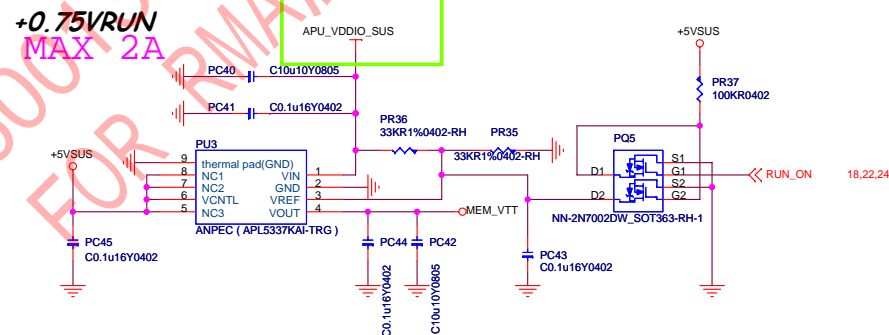 +0.75VRUN
MAX 2A
APU_VDDIO_SUS
+5VSUS
PC40 C10u10Y0805
PR37
100KR0402
PC41 C0.1u16Y0402
PR36
33KR1%0402-RH
PR35
33KR1%0402-RH
PU3
PQ5
+5VSUS
9 thermal pad(GND)
8 NC1 VIN 1
7 NC2 GND 2
6 VCNTL VREF 3
5 NC3 VOUT 4
D1 S1
G1
D2 S2
G2
RUN_ON 18,22,24
MEM_VTT
NN-2N7002DW_SOT363-RH-1
ANPEC ( APL5337KAI-TRG )
PC45
C0.1u16Y0402
PC44
C0.1u16Y0402
PC42
C10u10Y0805
PC43
C0.1u16Y0402
FOR RMA